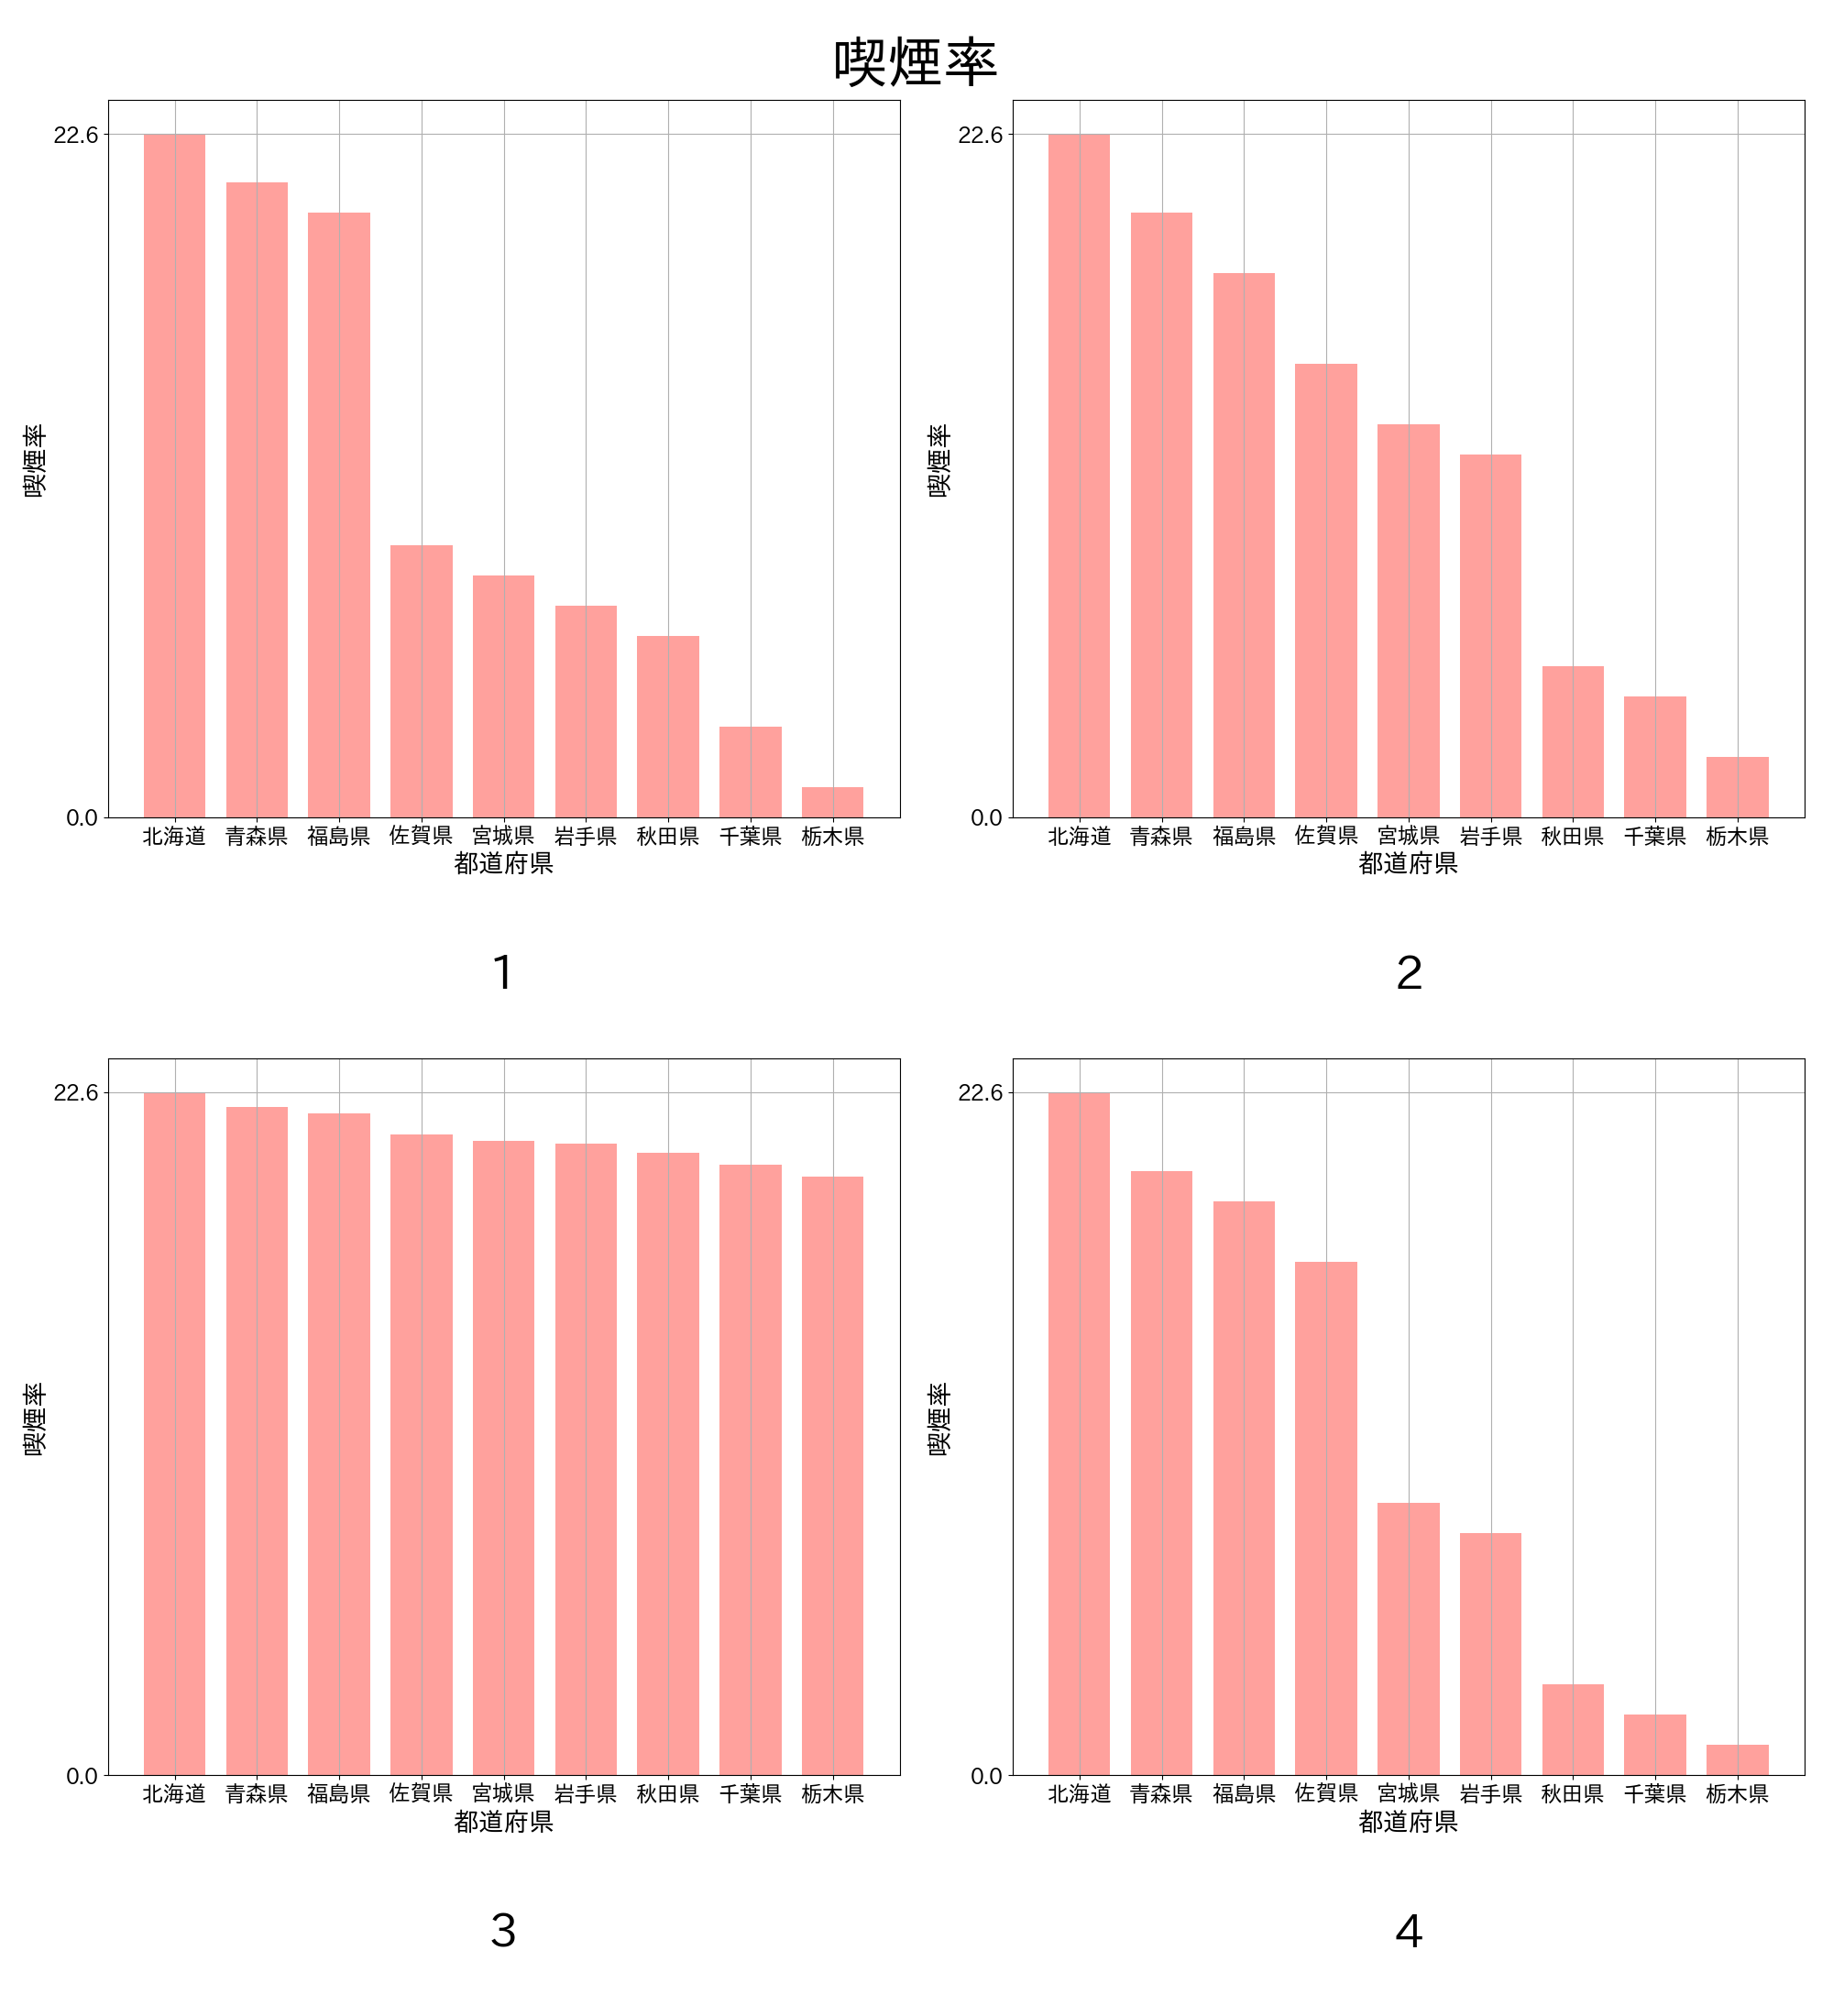 喫煙率
22.6
0.0
喫煙率
北海道 青森県 福島県 佐賀県 宮城県 岩手県 秋田県 千葉県 栃木県
都道府県
1
22.6
0.0
喫煙率
北海道 青森県 福島県 佐賀県 宮城県 岩手県 秋田県 千葉県 栃木県
都道府県
2
22.6
0.0
喫煙率
北海道 青森県 福島県 佐賀県 宮城県 岩手県 秋田県 千葉県 栃木県
都道府県
3
22.6
0.0
喫煙率
北海道 青森県 福島県 佐賀県 宮城県 岩手県 秋田県 千葉県 栃木県
都道府県
4